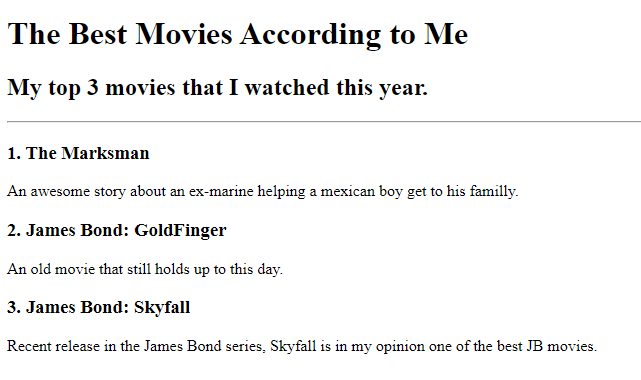 The Best Movies According to Me
My top 3 movies that I watched this year.
1. The Marksman
An awesome story about an ex-marine helping a mexican boy get to his familly.
2. James Bond: GoldFinger
An old movie that still holds up to this day.
3. James Bond: Skyfall
Recent release in the James Bond series, Skyfall is in my opinion one of the best JB movies.